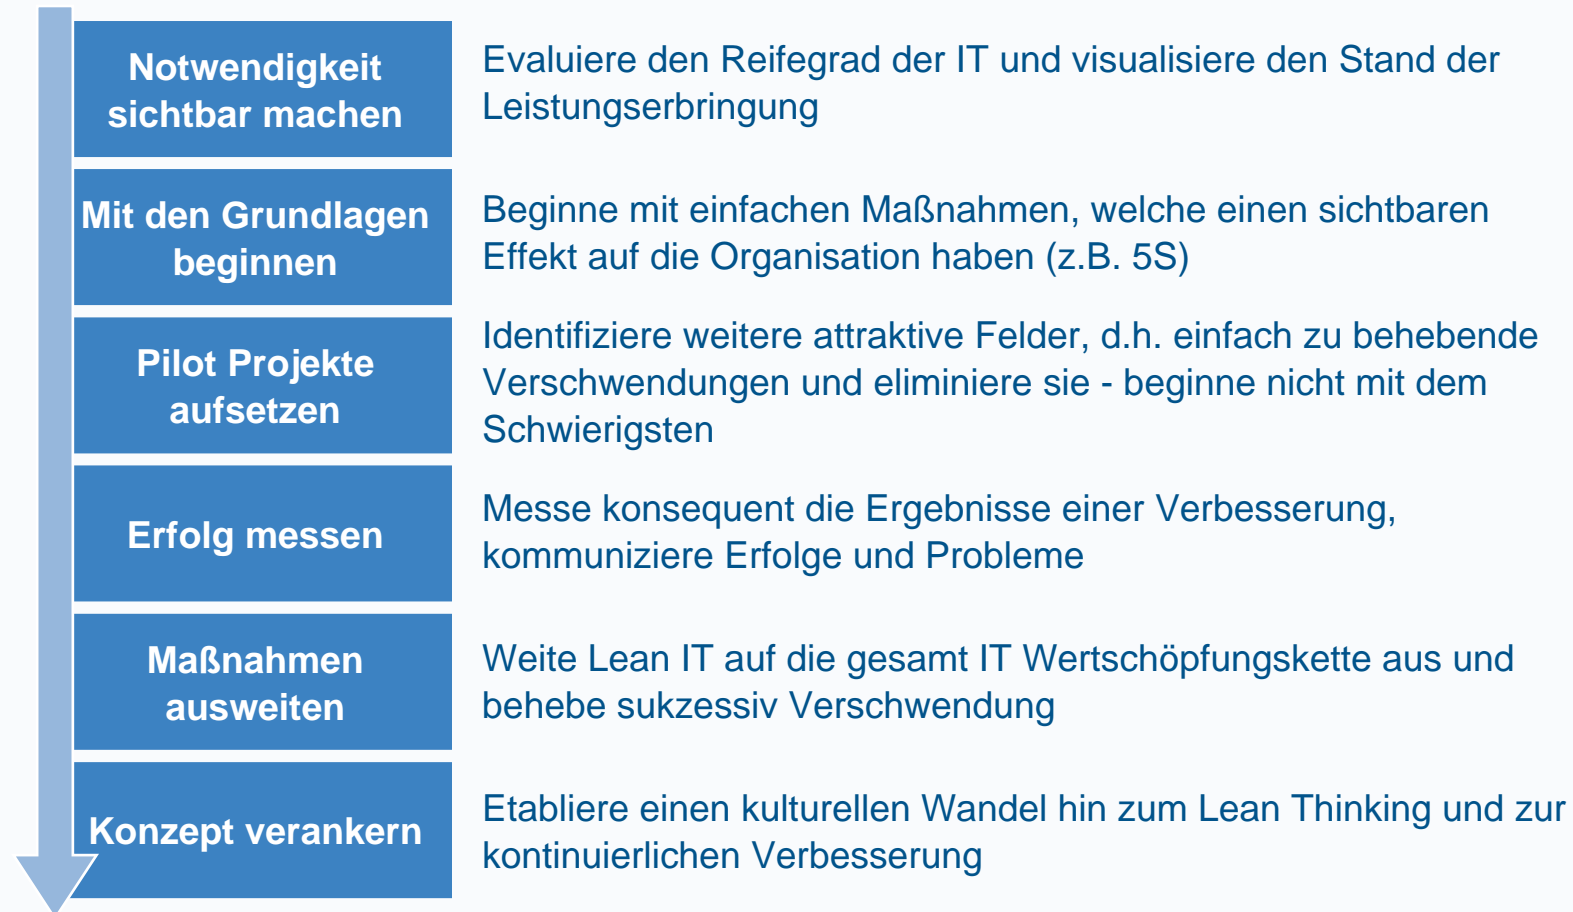 Notwendigkeit
sichtbar machen
Evaluiere den Reifegrad der IT und visualisiere den Stand der
Leistungserbringung
Mit den Grundlagen
beginnen
Beginne mit einfachen Maßnahmen, welche einen sichtbaren
Effekt auf die Organisation haben (z.B. 5S)
Pilot Projekte
aufsetzen
Identifiziere weitere attraktive Felder, d.h. einfach zu behebende
Verschwendungen und eliminiere sie - beginne nicht mit dem
Schwierigsten
Erfolg messen
Messe konsequent die Ergebnisse einer Verbesserung,
kommuniziere Erfolge und Probleme
Maßnahmen
ausweiten
Weite Lean IT auf die gesamt IT Wertschöpfungskette aus und
behebe sukzessiv Verschwendung
Konzept verankern
Etabliere einen kulturellen Wandel hin zum Lean Thinking und zur
kontinuierlichen Verbesserung